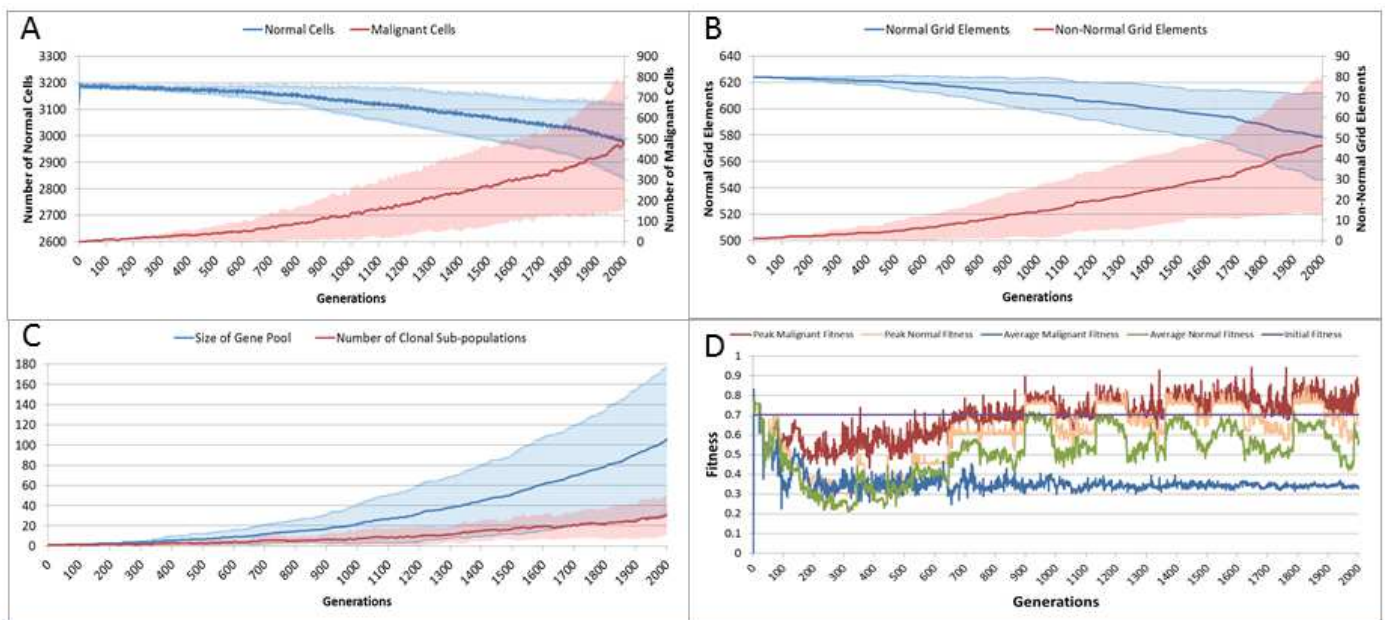 A
Normal Cells Malignant Cells
Number of Normal Cells
3300
3200
3100
3000
2900
2800
2700
2600
900
800
700
600
500
400
300
200
100
0
Number of Malignant Cells
0 100 200 300 400 500 600 700 800 900 1000 1100 1200 1300 1400 1500 1600 1700 1800 1900 2000
Generations
B
Normal Grid Elements Non-Normal Grid Elements
Normal Grid Elements
640
620
600
580
560
540
520
500
90
80
70
60
50
40
30
20
10
0
Non-Normal Grid Elements
0 100 200 300 400 500 600 700 800 900 1000 1100 1200 1300 1400 1500 1600 1700 1800 1900 2000
Generations
C
Size of Gene Pool Number of Clonal Sub-populations
180
160
140
120
100
80
60
40
20
0
0 100 200 300 400 500 600 700 800 900 1000 1100 1200 1300 1400 1500 1600 1700 1800 1900 2000
Generations
D
Peak Malignant Fitness Peak Normal Fitness Average Malignant Fitness Average Normal Fitness Initial Fitness
Fitness
1
0.9
0.8
0.7
0.6
0.5
0.4
0.3
0.2
0.1
0
0 100 200 300 400 500 600 700 800 900 1000 1100 1200 1300 1400 1500 1600 1700 1800 1900 2000
Generations